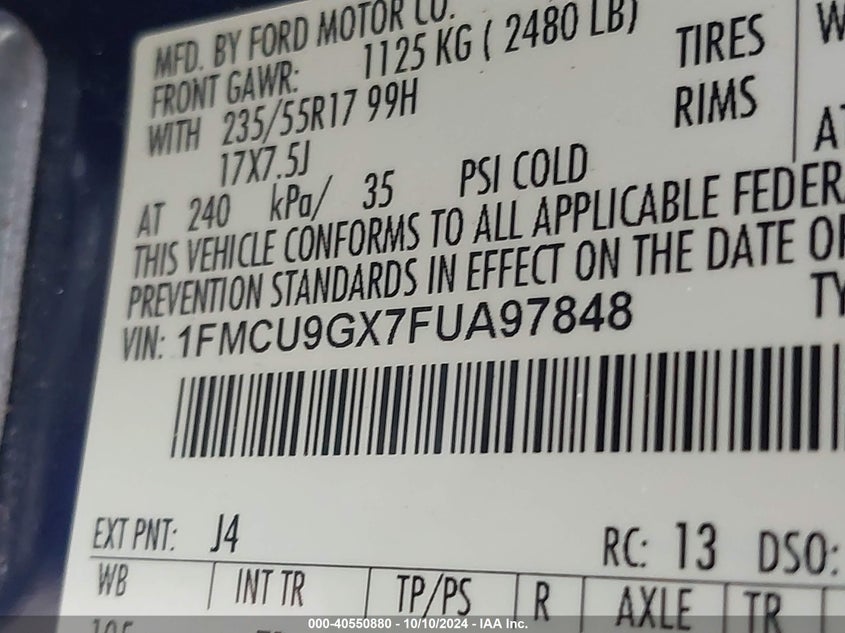 MFD. BY FORD MOTOR CO.
FRONT GAWR: 1125 KG ( 2480 LB)
WITH 235/55R17 99H TIRES
17X7.5J RIMS
AT 240 kPa/ 35 PSI COLD
THIS VEHICLE CONFORMS TO ALL APPLICABLE FEDER
PREVENTION STANDARDS IN EFFECT ON THE DATE OF
VIN: 1FMCU9GX7FUA97848 TY
EXT PNT: J4 RC: 13 DSO:
WB INT TR TP/PS R AXLE TR
105
000-40550880 - 10/10/2024 - IAA Inc.